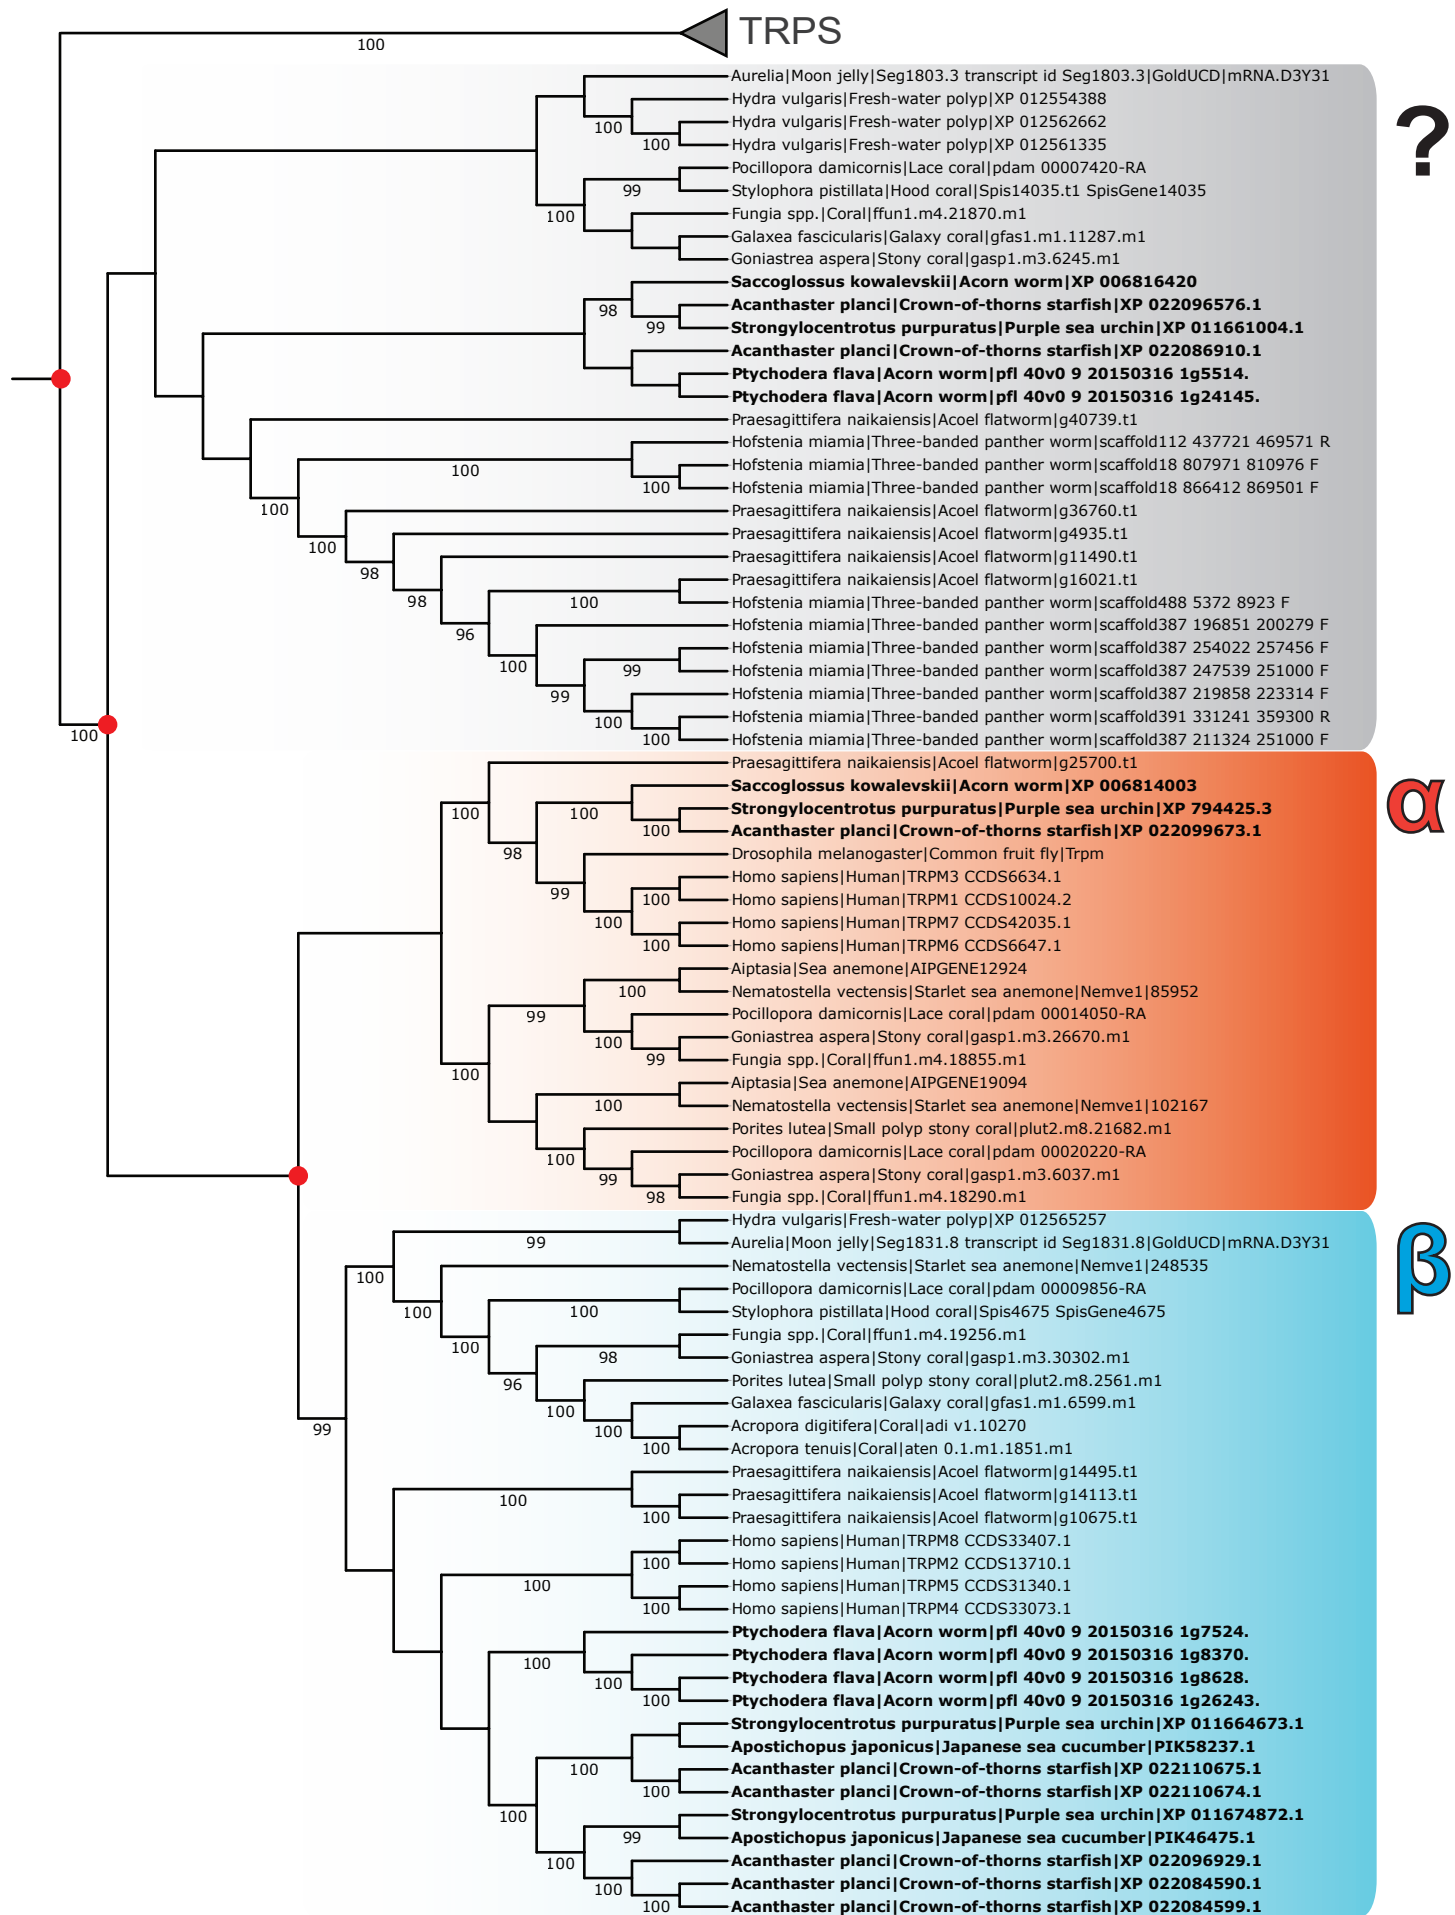 TRPS
100
Aurelia|Moon jelly|Seg1803.3 transcript id Seg1803.3|GoldUCD|mRNA.D3Y31
?
Hydra vulgaris|Fresh-water polyp|XP 012554388
100
Hydra vulgaris|Fresh-water polyp|XP 012562662
100
Hydra vulgaris|Fresh-water polyp|XP 012561335
Pocillopora damicornis|Lace coral|pdam 00007420-RA
99
Stylophora pistillata|Hood coral|Spis14035.t1 SpisGene14035
100
Fungia spp.|Coral|ffun1.m4.21870.m1
Galaxea fascicularis|Galaxy coral|gfas1.m1.11287.m1
Goniastrea aspera|Stony coral|gasp1.m3.6245.m1
Saccoglossus kowalevskii|Acorn worm|XP 006816420
98
Acanthaster planci|Crown-of-thorns starfish|XP 022096576.1
99
Strongylocentrotus purpuratus|Purple sea urchin|XP 011661004.1
Acanthaster planci|Crown-of-thorns starfish|XP 022086910.1
Ptychodera flava|Acorn worm|pfl 40v0 9 20150316 1g5514.
Ptychodera flava|Acorn worm|pfl 40v0 9 20150316 1g24145.
Praesagittifera naikaiensis|Acoel flatworm|g40739.t1
Hofstenia miamia|Three-banded panther worm|scaffold112 437721 469571 R
100
Hofstenia miamia|Three-banded panther worm|scaffold18 807971 810976 F
100
Hofstenia miamia|Three-banded panther worm|scaffold18 866412 869501 F
100
Praesagittifera naikaiensis|Acoel flatworm|g36760.t1
100
Praesagittifera naikaiensis|Acoel flatworm|g4935.t1
98
Praesagittifera naikaiensis|Acoel flatworm|g11490.t1
98
Praesagittifera naikaiensis|Acoel flatworm|g16021.t1
100
Hofstenia miamia|Three-banded panther worm|scaffold488 5372 8923 F
96
Hofstenia miamia|Three-banded panther worm|scaffold387 196851 200279 F
100
Hofstenia miamia|Three-banded panther worm|scaffold387 254022 257456 F
99
Hofstenia miamia|Three-banded panther worm|scaffold387 247539 251000 F
99
Hofstenia miamia|Three-banded panther worm|scaffold387 219858 223314 F
100
Hofstenia miamia|Three-banded panther worm|scaffold391 331241 359300 R
100
100
Hofstenia miamia|Three-banded panther worm|scaffold387 211324 251000 F
Praesagittifera naikaiensis|Acoel flatworm|g25700.t1
Saccoglossus kowalevskii|Acorn worm|XP 006814003
α
100
100
Strongylocentrotus purpuratus|Purple sea urchin|XP 794425.3
100
Acanthaster planci|Crown-of-thorns starfish|XP 022099673.1
98
Drosophila melanogaster|Common fruit fly|Trpm
Homo sapiens|Human|TRPM3 CCDS6634.1
99
100
Homo sapiens|Human|TRPM1 CCDS10024.2
100
Homo sapiens|Human|TRPM7 CCDS42035.1
100
Homo sapiens|Human|TRPM6 CCDS6647.1
Aiptasia|Sea anemone|AIPGENE12924
100
Nematostella vectensis|Starlet sea anemone|Nemve1|85952
99
Pocillopora damicornis|Lace coral|pdam 00014050-RA
100
Goniastrea aspera|Stony coral|gasp1.m3.26670.m1
99
Fungia spp.|Coral|ffun1.m4.18855.m1
100
Aiptasia|Sea anemone|AIPGENE19094
100
Nematostella vectensis|Starlet sea anemone|Nemve1|102167
Porites lutea|Small polyp stony coral|plut2.m8.21682.m1
100
Pocillopora damicornis|Lace coral|pdam 00020220-RA
99
Goniastrea aspera|Stony coral|gasp1.m3.6037.m1
98
Fungia spp.|Coral|ffun1.m4.18290.m1
Hydra vulgaris|Fresh-water polyp|XP 012565257
99
Aurelia|Moon jelly|Seg1831.8 transcript id Seg1831.8|GoldUCD|mRNA.D3Y31
β
100
Nematostella vectensis|Starlet sea anemone|Nemve1|248535
100
Pocillopora damicornis|Lace coral|pdam 00009856-RA
100
Stylophora pistillata|Hood coral|Spis4675 SpisGene4675
100
Fungia spp.|Coral|ffun1.m4.19256.m1
98
Goniastrea aspera|Stony coral|gasp1.m3.30302.m1
96
Porites lutea|Small polyp stony coral|plut2.m8.2561.m1
100
Galaxea fascicularis|Galaxy coral|gfas1.m1.6599.m1
99
100
Acropora digitifera|Coral|adi v1.10270
100
Acropora tenuis|Coral|aten 0.1.m1.1851.m1
Praesagittifera naikaiensis|Acoel flatworm|g14495.t1
100
Praesagittifera naikaiensis|Acoel flatworm|g14113.t1
100
Praesagittifera naikaiensis|Acoel flatworm|g10675.t1
Homo sapiens|Human|TRPM8 CCDS33407.1
100
Homo sapiens|Human|TRPM2 CCDS13710.1
100
Homo sapiens|Human|TRPM5 CCDS31340.1
100
Homo sapiens|Human|TRPM4 CCDS33073.1
Ptychodera flava|Acorn worm|pfl 40v0 9 20150316 1g7524.
100
Ptychodera flava|Acorn worm|pfl 40v0 9 20150316 1g8370.
100
Ptychodera flava|Acorn worm|pfl 40v0 9 20150316 1g8628.
100
Ptychodera flava|Acorn worm|pfl 40v0 9 20150316 1g26243.
Strongylocentrotus purpuratus|Purple sea urchin|XP 011664673.1
Apostichopus japonicus|Japanese sea cucumber|PIK58237.1
100
Acanthaster planci|Crown-of-thorns starfish|XP 022110675.1
100
Acanthaster planci|Crown-of-thorns starfish|XP 022110674.1
100
Strongylocentrotus purpuratus|Purple sea urchin|XP 011674872.1
99
Apostichopus japonicus|Japanese sea cucumber|PIK46475.1
100
Acanthaster planci|Crown-of-thorns starfish|XP 022096929.1
100
Acanthaster planci|Crown-of-thorns starfish|XP 022084590.1
100
Acanthaster planci|Crown-of-thorns starfish|XP 022084599.1